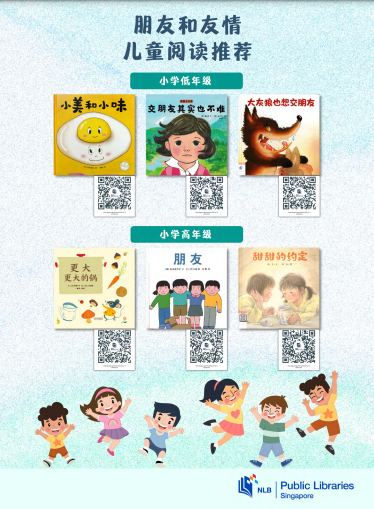 朋友和友情
儿童阅读推荐
小学低年级
小美和小味
交朋友其实也不难
大灰狼也想交朋友
小学高年级
更大
更大的锅
朋友
甜甜的约定
NLB
Public Libraries
Singapore